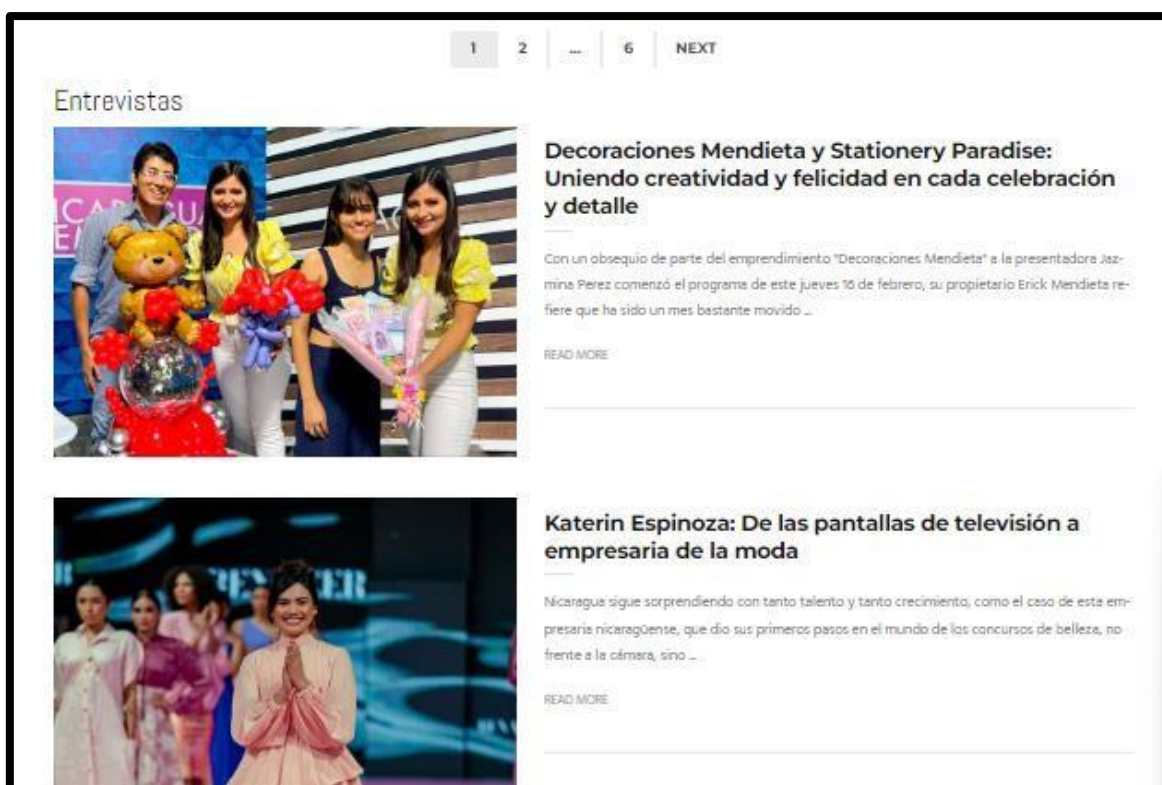 1 2 ... 6 NEXT
Entrevistas
Decoraciones Mendieta y Stationery Paradise:
Uniendo creatividad y felicidad en cada celebración
y detalle
Con un obsequio de parte del emprendimiento "Decoraciones Mendieta" a la presentadora Jaz-
mina Perez comenzó el programa de este jueves 16 de febrero, su propietario Erick Mendieta re-
fiere que ha sido un mes bastante movido ...
READ MORE
Katerin Espinoza: De las pantallas de televisión a
empresaria de la moda
Nicaragua sigue sorprendiendo con tanto talento y tanto crecimiento, como el caso de esta em-
presaria nicaragüense, que dio sus primeros pasos en el mundo de los concursos de belleza, no
frente a la cámara, sino ...
READ MORE